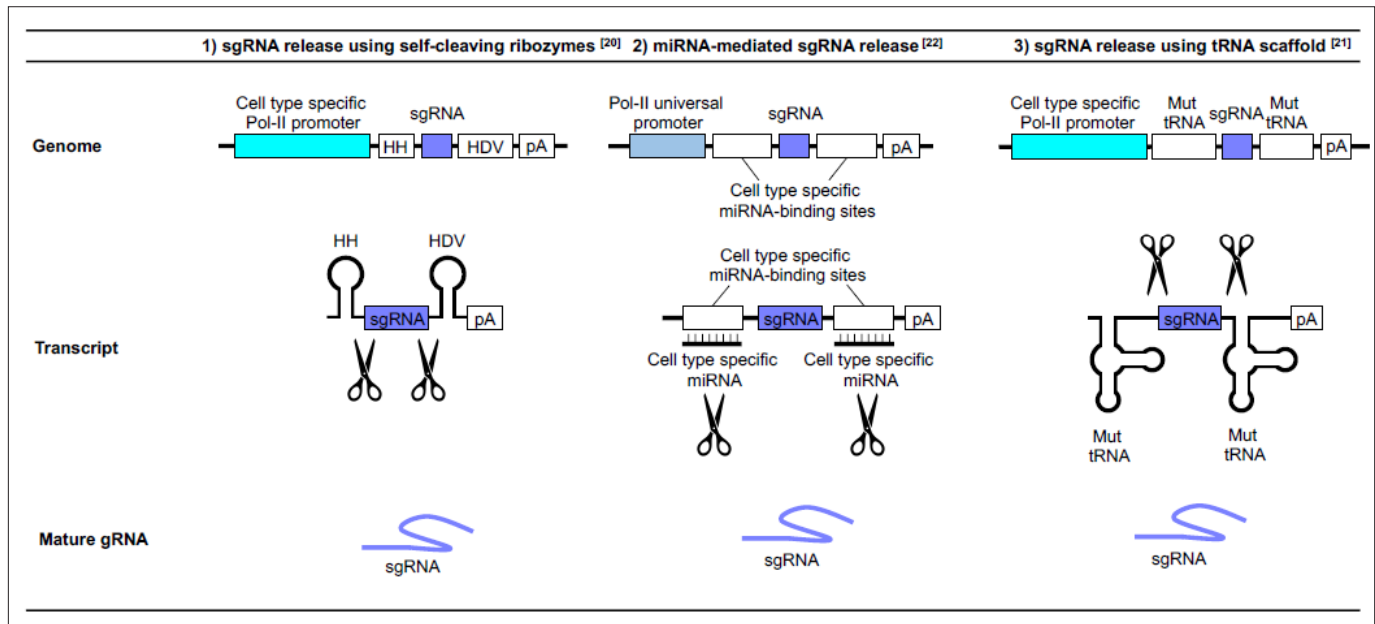 1) sgRNA release using self-cleaving ribozymes [20]
2) miRNA-mediated sgRNA release [22]
3) sgRNA release using tRNA scaffold [21]
Genome
Cell type specific
Pol-II promoter
sgRNA
HH
HDV
pA
Pol-II universal
promoter
sgRNA
pA
Cell type specific
miRNA-binding sites
Cell type specific
Pol-II promoter
Mut
tRNA
sgRNA
Mut
tRNA
pA
Transcript
HH
HDV
sgRNA
pA
Cell type specific
miRNA-binding sites
sgRNA
pA
Cell type specific
miRNA
Cell type specific
miRNA
sgRNA
pA
Mut
tRNA
Mut
tRNA
Mature gRNA
sgRNA
sgRNA
sgRNA